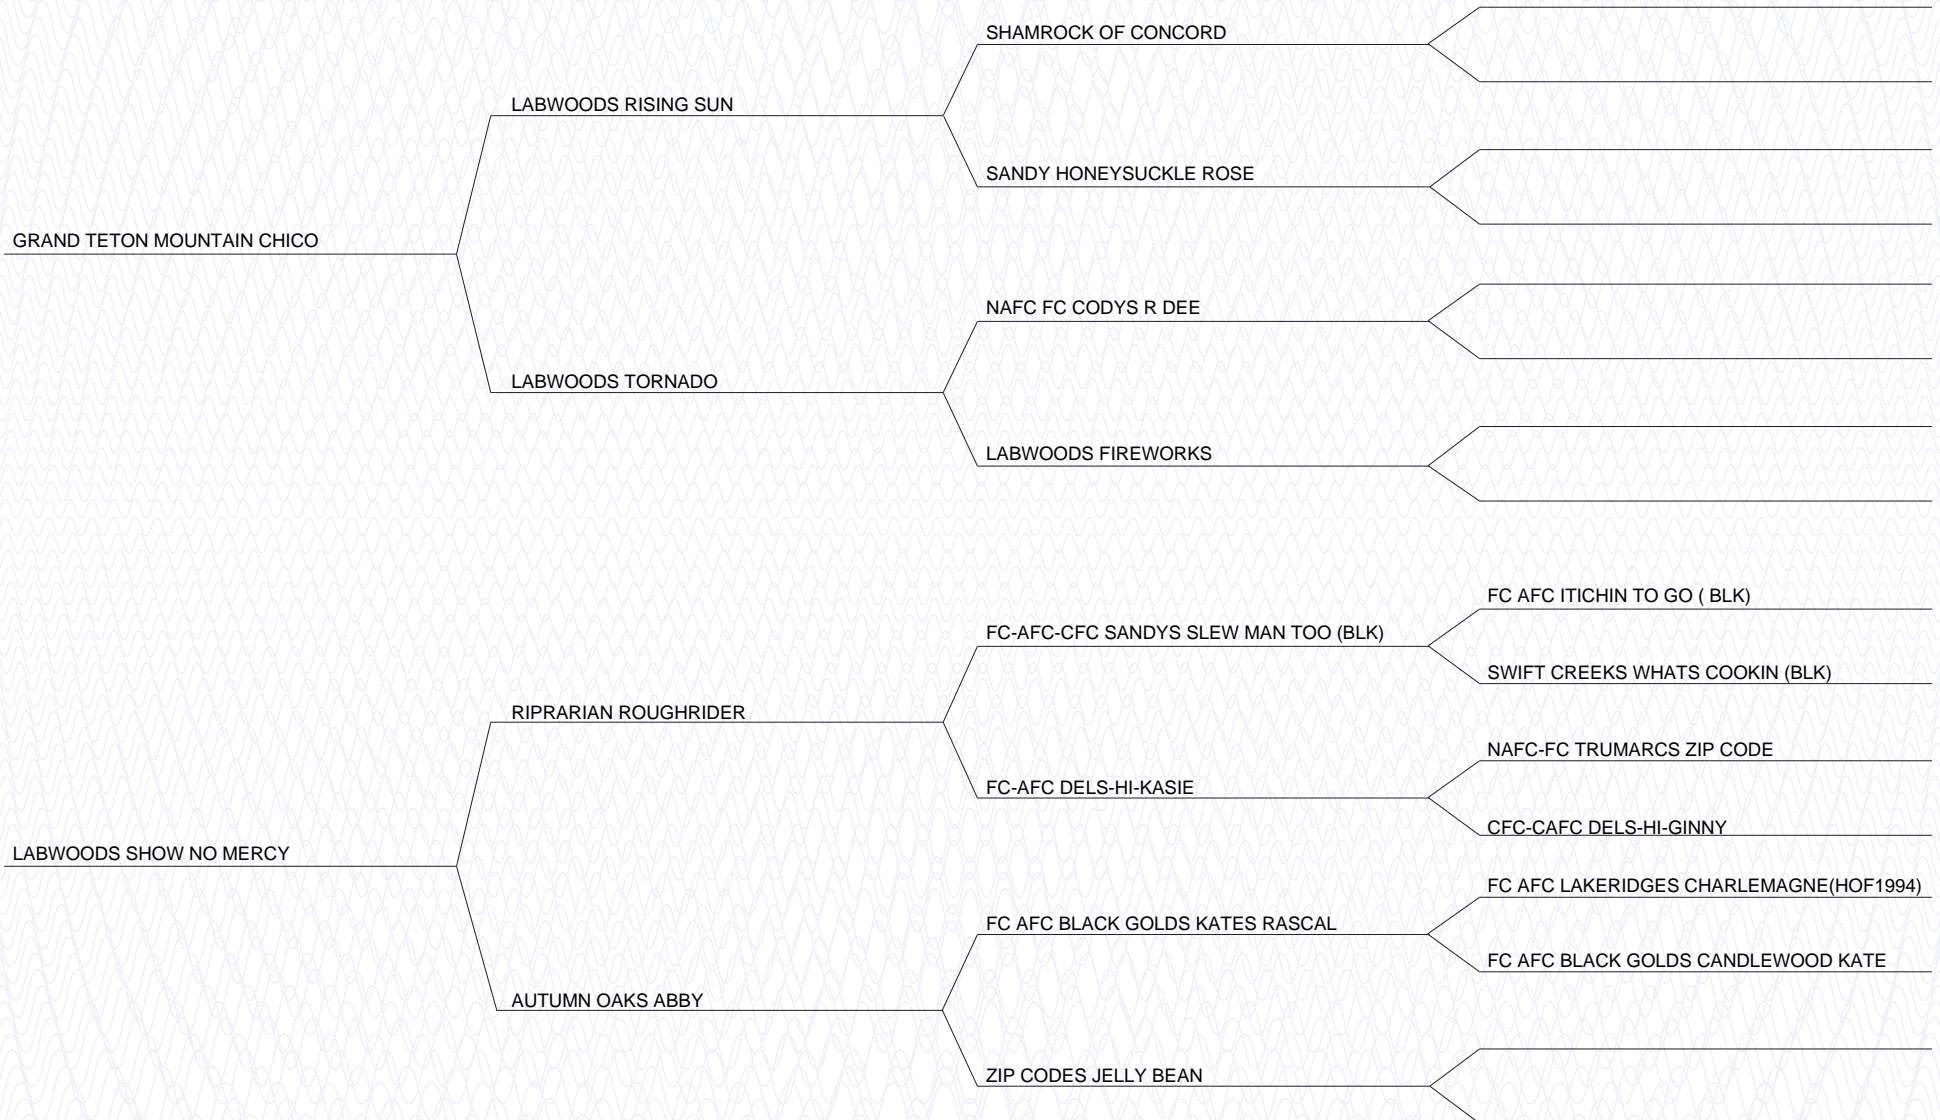 SHAMROCK OF CONCORD
LABWOODS RISING SUN
SANDY HONEYSUCKLE ROSE
GRAND TETON MOUNTAIN CHICO
NAFC FC CODYS R DEE
LABWOODS TORNADO
LABWOODS FIREWORKS
FC AFC ITICHIN TO GO ( BLK)
FC-AFC-CFC SANDYS SLEW MAN TOO (BLK)
SWIFT CREEKS WHATS COOKIN (BLK)
RIPRARIAN ROUGHRIDER
NAFC-FC TRUMARCS ZIP CODE
FC-AFC DELS-HI-KASIE
CFC-CAFC DELS-HI-GINNY
LABWOODS SHOW NO MERCY
FC AFC LAKERIDGES CHARLEMAGNE(HOF1994)
FC AFC BLACK GOLDS KATES RASCAL
FC AFC BLACK GOLDS CANDLEWOOD KATE
AUTUMN OAKS ABBY
ZIP CODES JELLY BEAN